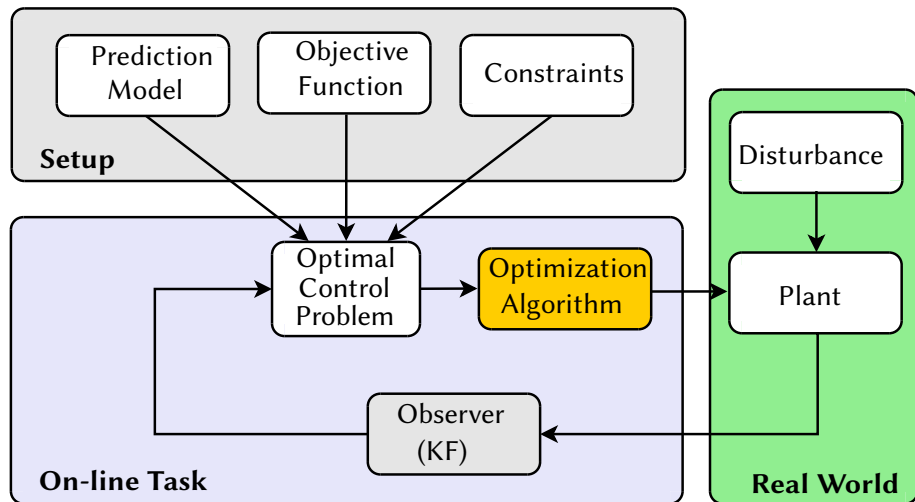 Prediction
Model
Objective
Function
Constraints
Setup
Disturbance
Optimal
Control
Problem
Optimization
Algorithm
Plant
Observer
(KF)
On-line Task
Real World